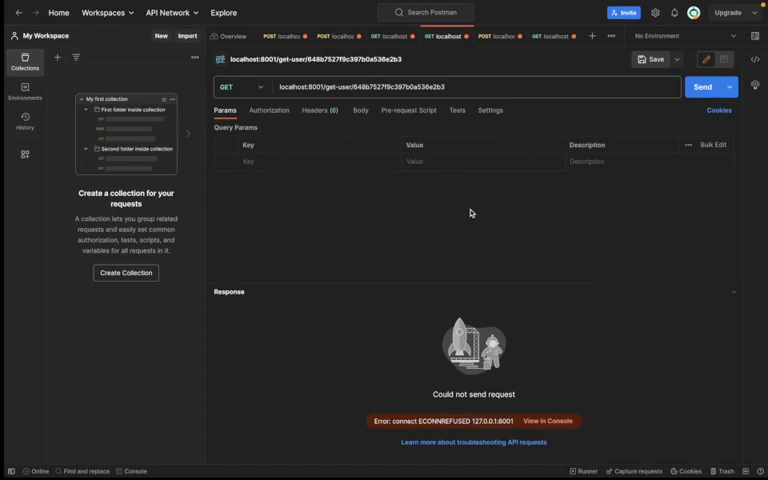 Home Workspaces API Network Explore Search Postman Invite Upgrade
My Workspace New Import Overview POST localhos POST localhos GET localhost GET localhost POST localhos GET localhost No Environment
Collections
Environments
History
localhost:8001/get-user/648b7527f9c397b0a536e2b3 Save
GET localhost:8001/get-user/648b7527f9c397b0a536e2b3 Send
Params Authorization Headers (6) Body Pre-request Script Tests Settings Cookies
Query Params
Key Value Description Bulk Edit
Key Value Description
My first collection
First folder inside collection
Second folder inside collection
Create a collection for your
requests
A collection lets you group related
requests and easily set common
authorization, tests, scripts, and
variables for all requests in it.
Create Collection
Response
Could not send request
Error: connect ECONNREFUSED 127.0.0.1:8001 View in Console
Learn more about troubleshooting API requests
Online Find and replace Console Runner Capture requests Cookies Trash